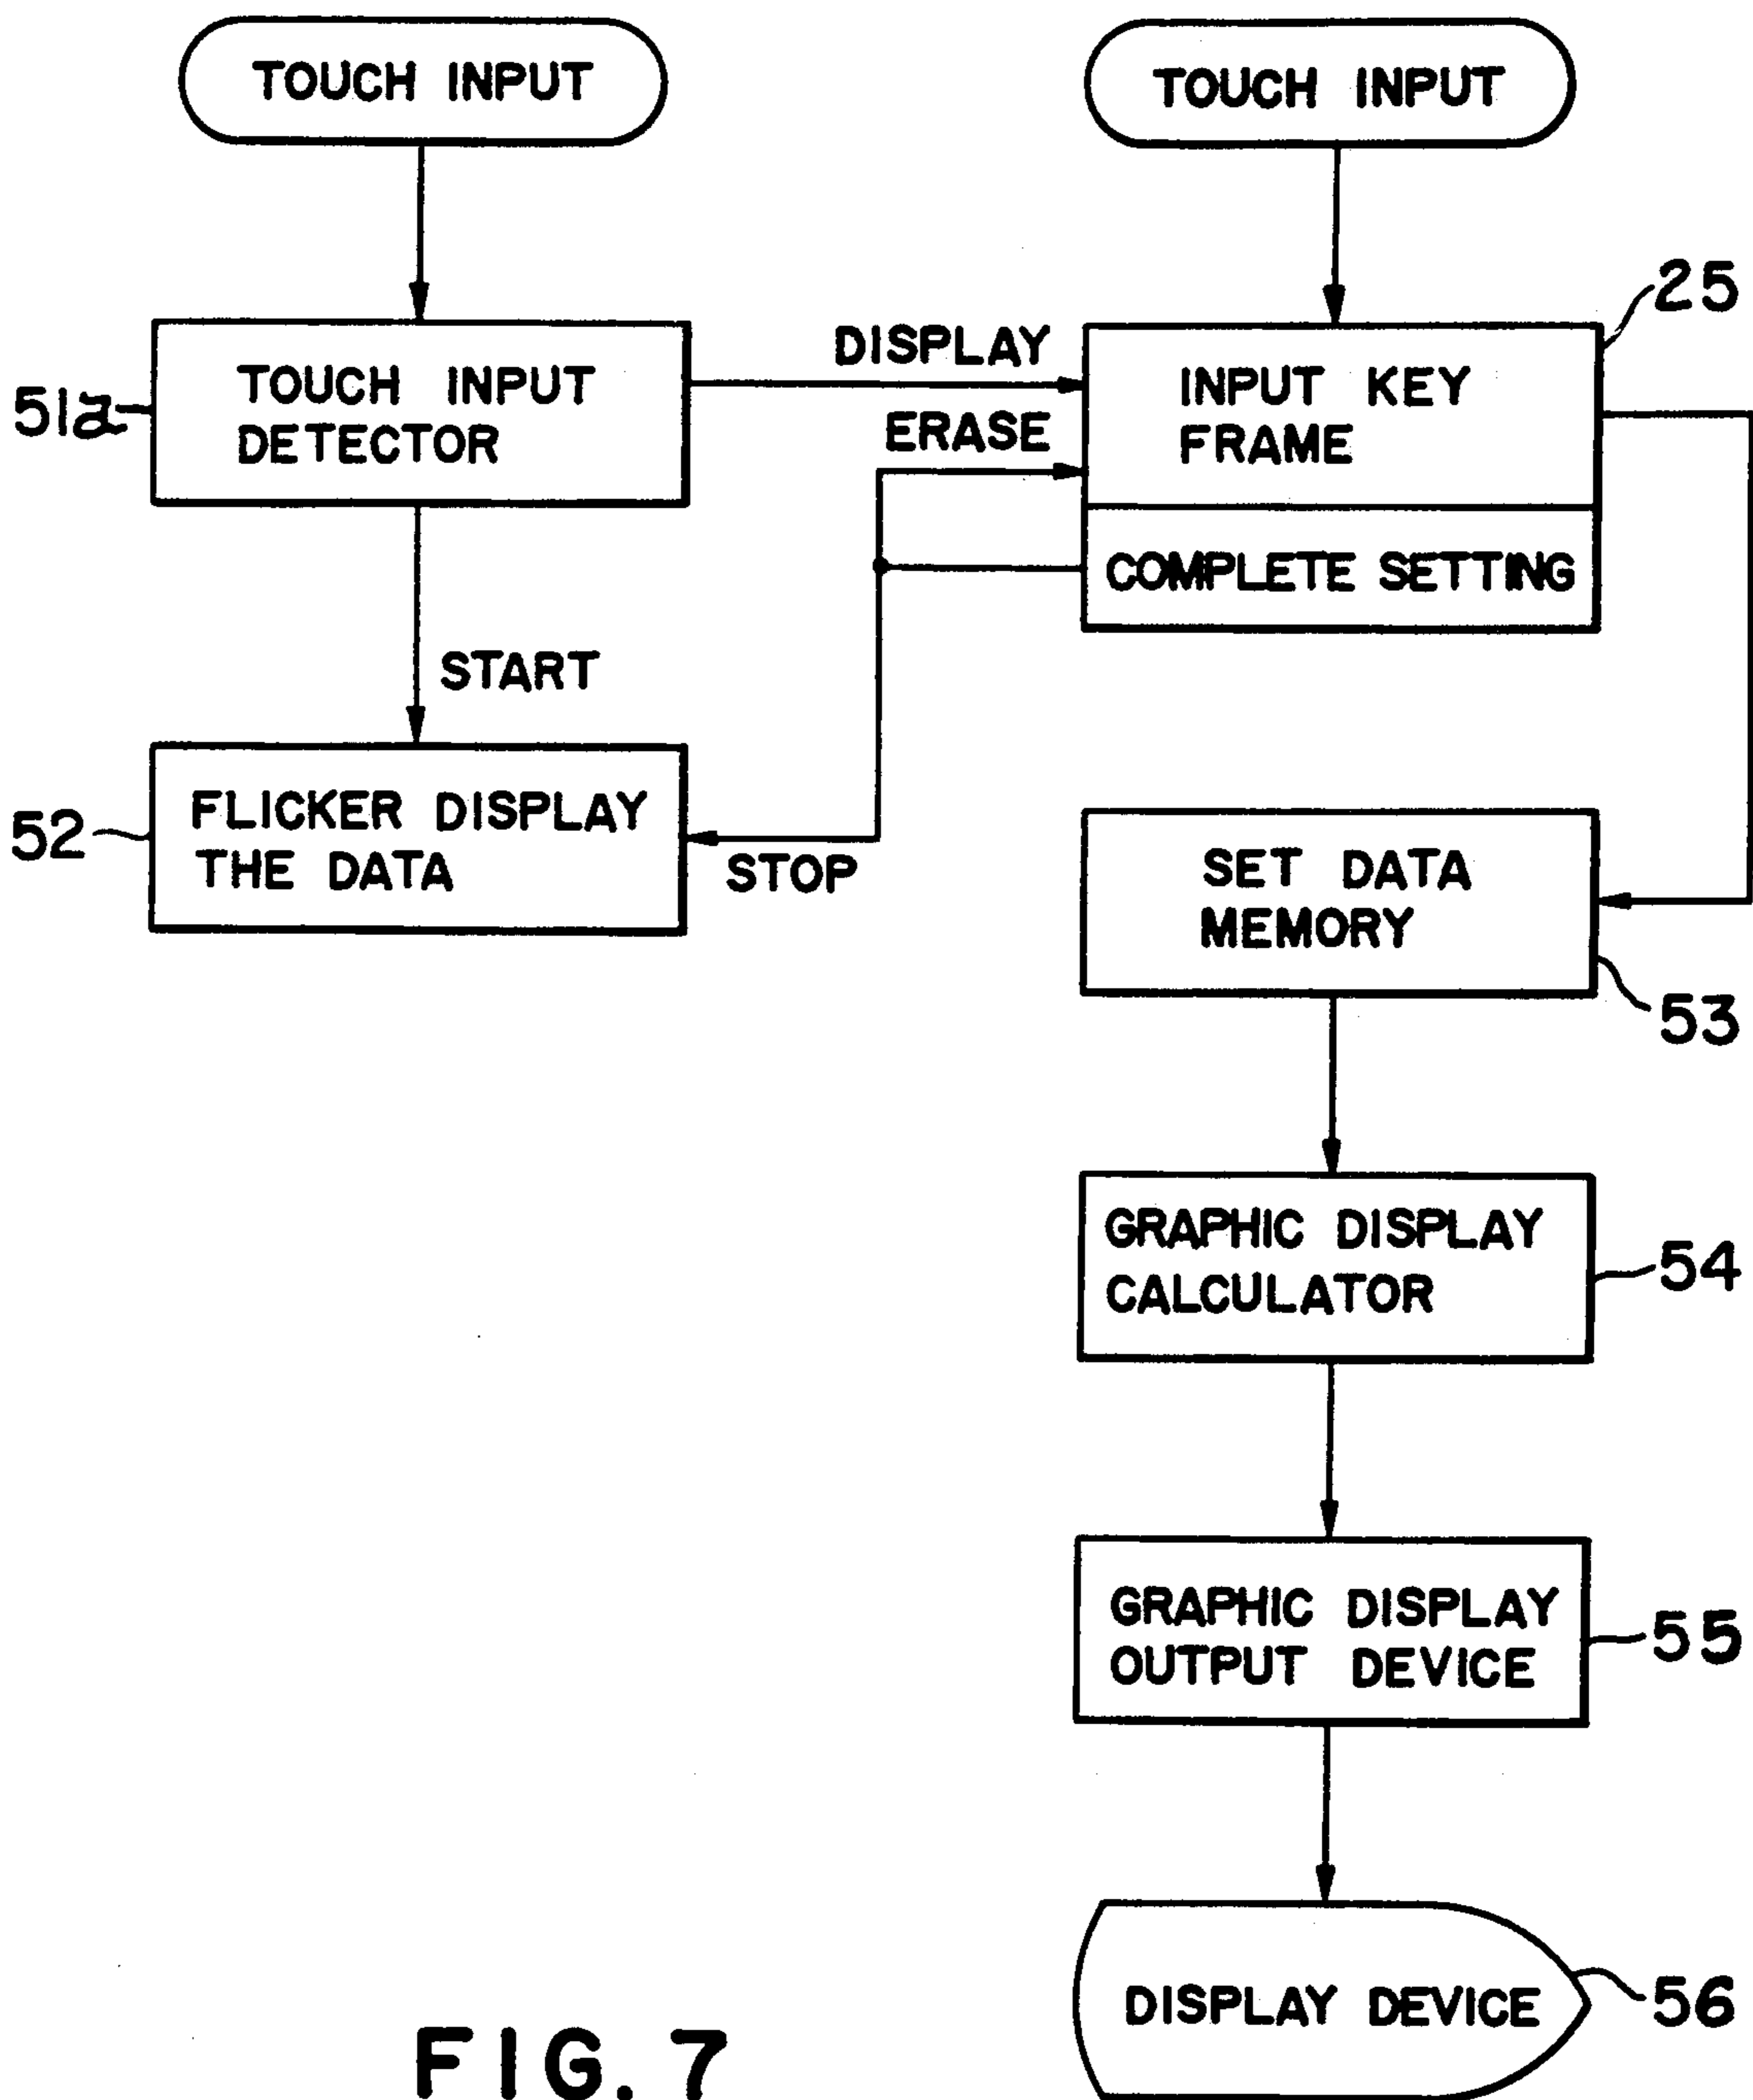 TOUCH INPUT
TOUCH INPUT
25
51a
TOUCH INPUT
DETECTOR
DISPLAY
ERASE
INPUT KEY
FRAME
COMPLETE SETTING
START
52
FLICKER DISPLAY
THE DATA
STOP
SET DATA
MEMORY
53
GRAPHIC DISPLAY
CALCULATOR
54
GRAPHIC DISPLAY
OUTPUT DEVICE
55
DISPLAY DEVICE
56
FIG. 7